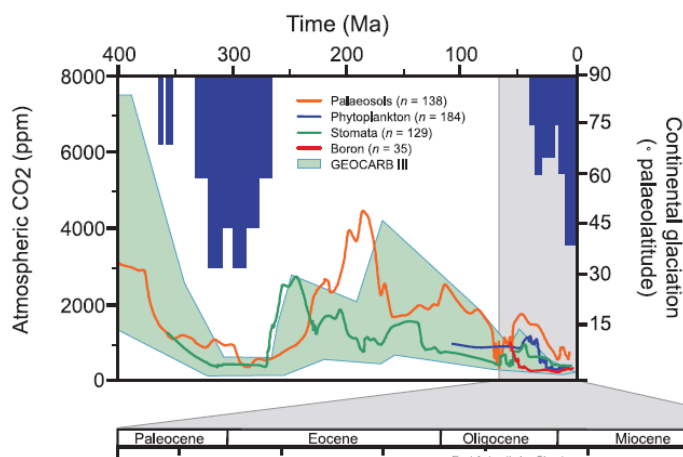 Time (Ma)
400 300 200 100 0
8000
6000
4000
2000
0
Atmospheric CO2 (ppm)
90
75
60
45
30
15
Continental glaciation
(° palaeolatitude)
Palaeosols (n = 138)
Phytoplankton (n = 184)
Stomata (n = 129)
Boron (n = 35)
GEOCARB III
Paleocene Eocene Oligocene Miocene